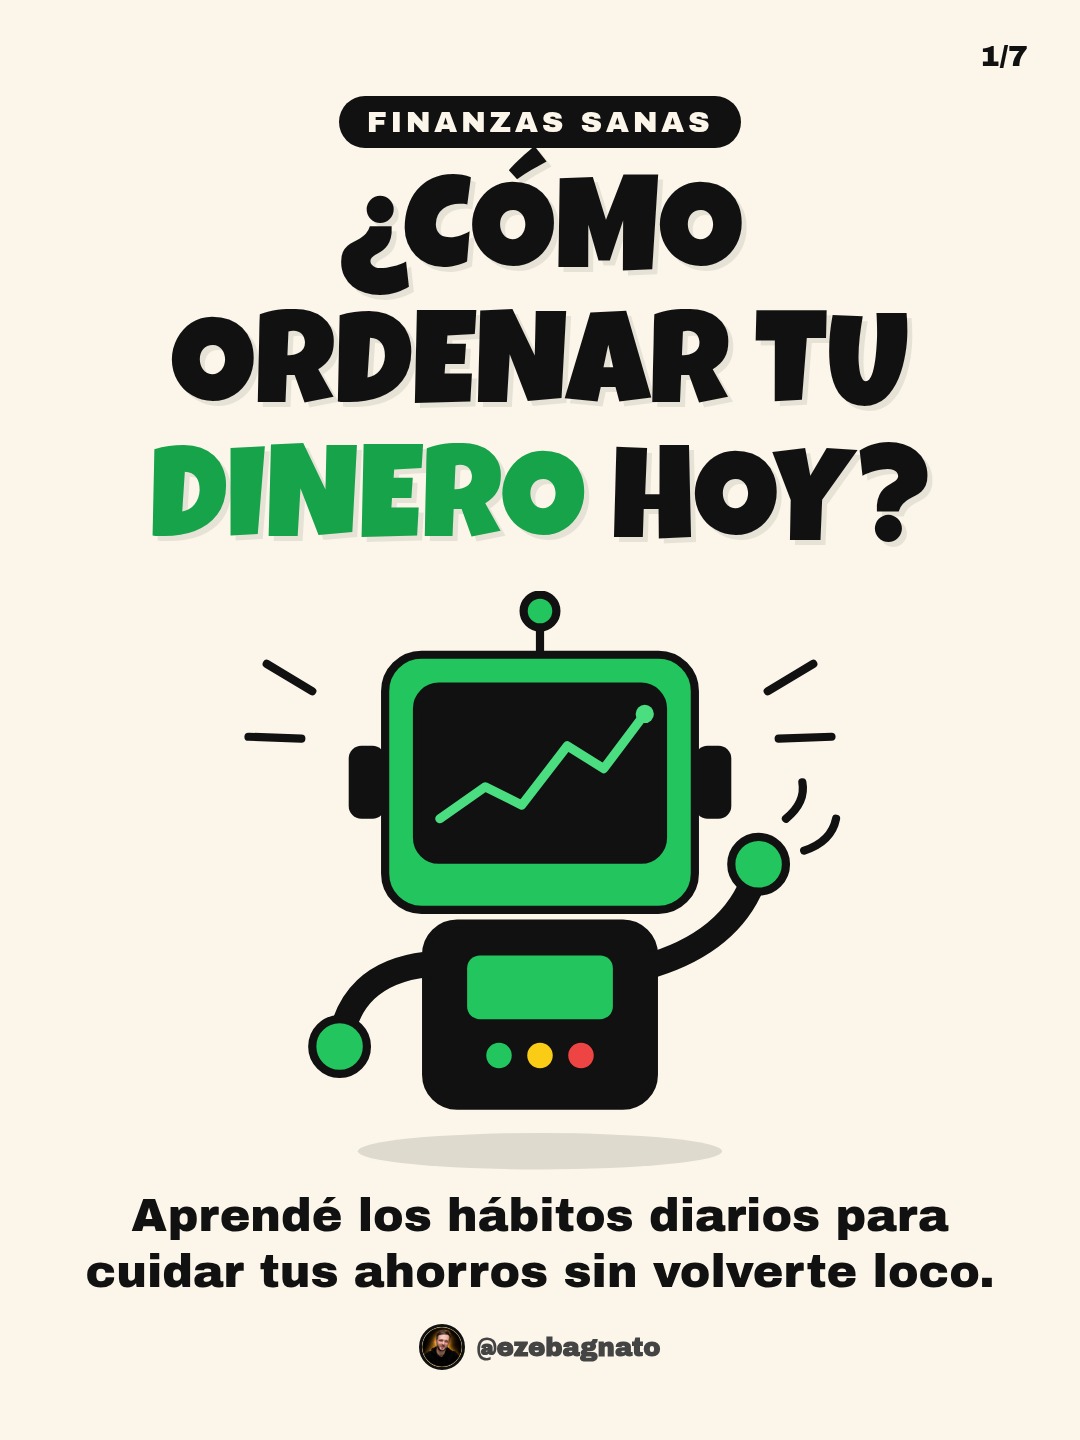 1/7
FINANZAS SANAS
¿CÓMO
ORDENAR TU
DINERO HOY?
Aprendé los hábitos diarios para
cuidar tus ahorros sin volverte loco.
@ezebagnato